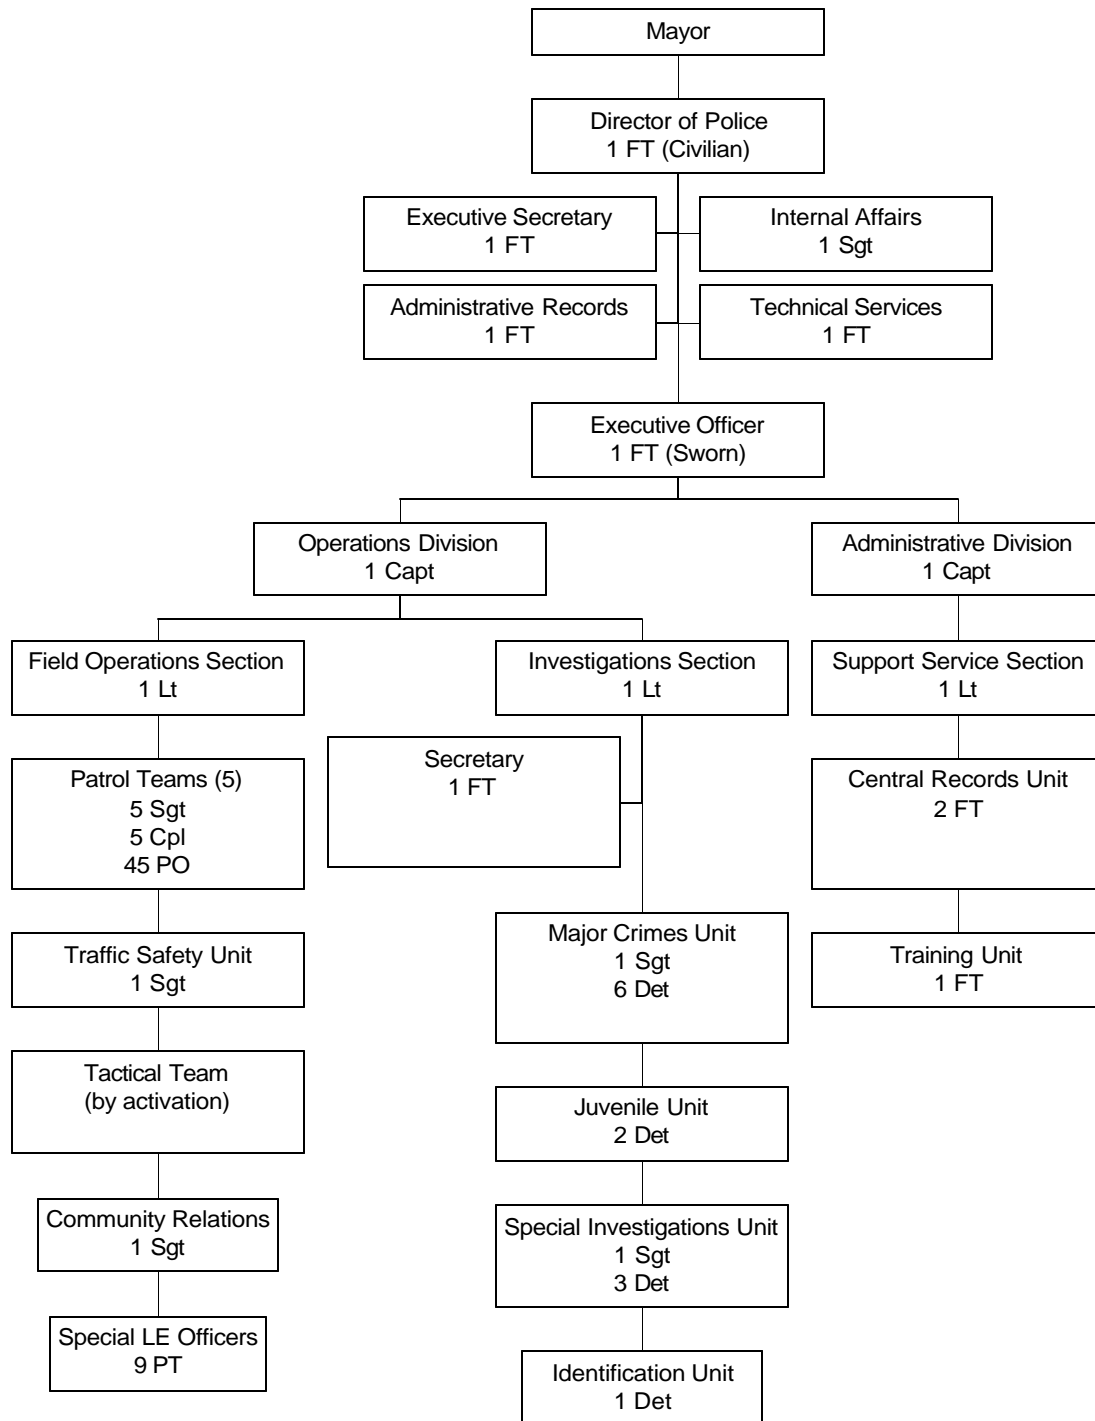 Mayor
Director of Police
1 FT (Civilian)
Executive Secretary
1 FT
Internal Affairs
1 Sgt
Administrative Records
1 FT
Technical Services
1 FT
Executive Officer
1 FT (Sworn)
Operations Division
1 Capt
Administrative Division
1 Capt
Field Operations Section
1 Lt
Investigations Section
1 Lt
Support Service Section
1 Lt
Patrol Teams (5)
5 Sgt
5 Cpl
45 PO
Secretary
1 FT
Central Records Unit
2 FT
Traffic Safety Unit
1 Sgt
Major Crimes Unit
1 Sgt
6 Det
Training Unit
1 FT
Tactical Team
(by activation)
Juvenile Unit
2 Det
Community Relations
1 Sgt
Special Investigations Unit
1 Sgt
3 Det
Special LE Officers
9 PT
Identification Unit
1 Det